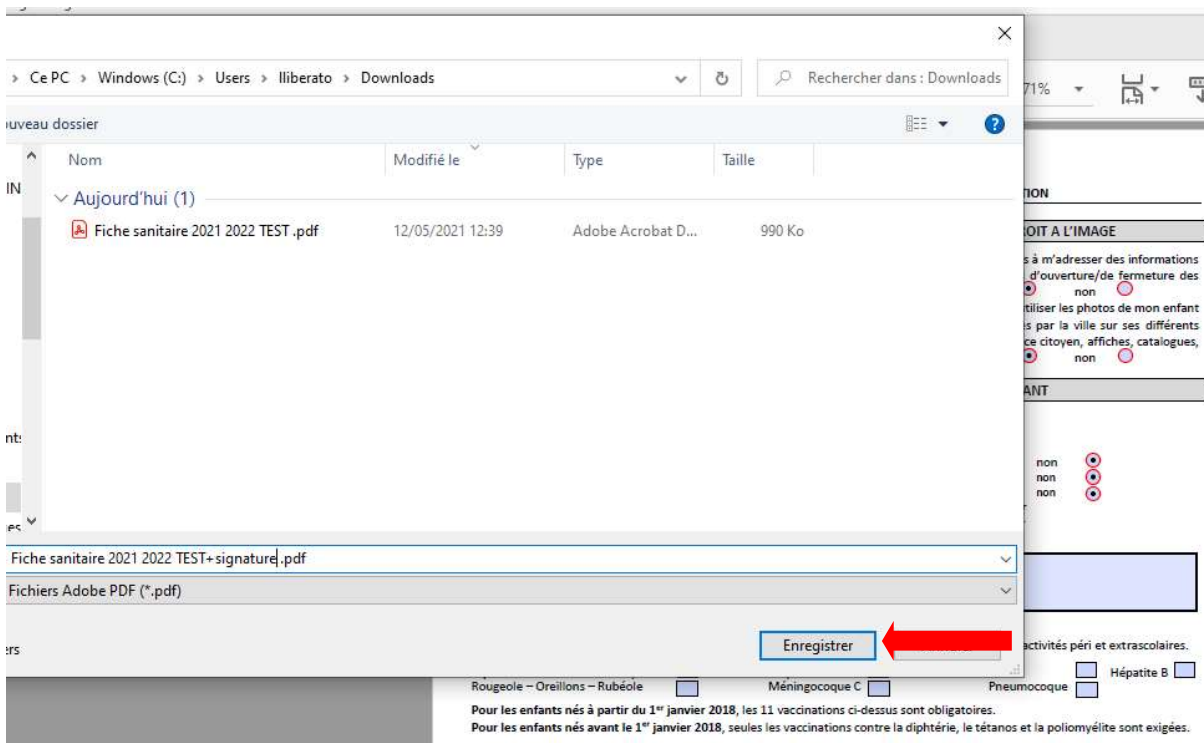 > Ce PC > Windows (C:) > Users > lliberato > Downloads
Rechercher dans : Downloads
71%
ouveau dossier
Nom Modifié le Type Taille
IN
Aujourd'hui (1)
Fiche sanitaire 2021 2022 TEST .pdf 12/05/2021 12:39 Adobe Acrobat D... 990 Ko
TION
OIT A L'IMAGE
s à m'adresser des informations
d'ouverture/de fermeture des
non
tiliser les photos de mon enfant
es par la ville sur ses différents
ce citoyen, affiches, catalogues,
non
ANT
nts
non
non
non
es
Fiche sanitaire 2021 2022 TEST+signature.pdf
Fichiers Adobe PDF (*.pdf)
ers
Enregistrer
activités péri et extrascolaires.
Hépatite B
Rougeole – Oreillons – Rubéole Méningocoque C Pneumocoque
Pour les enfants nés à partir du 1er janvier 2018, les 11 vaccinations ci-dessus sont obligatoires.
Pour les enfants nés avant le 1er janvier 2018, seules les vaccinations contre la diphtérie, le tétanos et la poliomyélite sont exigées.